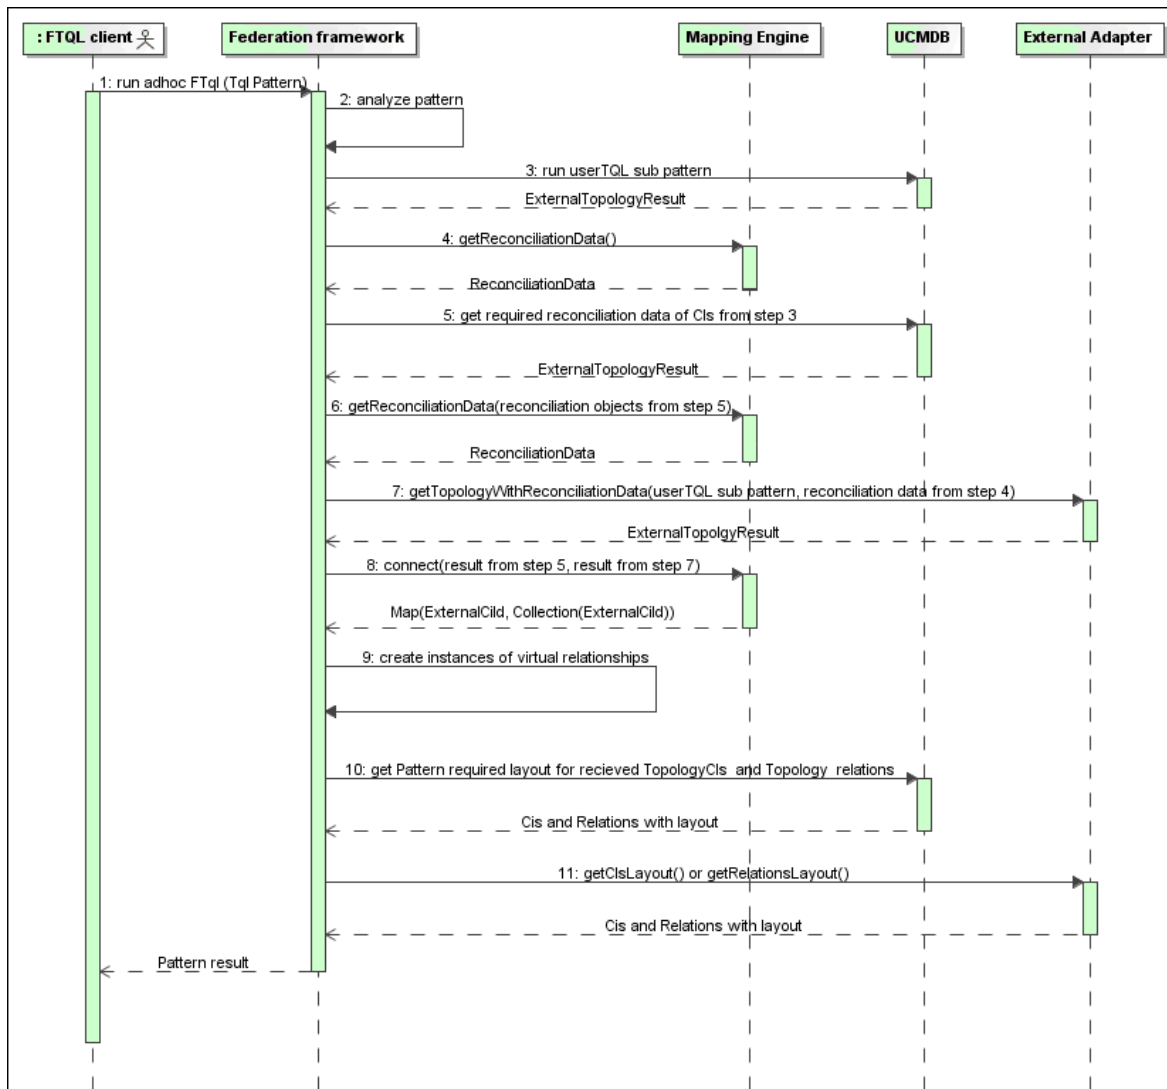 : FTQL client
Federation framework
Mapping Engine
UCMDB
External Adapter
1: run adhoc FTql (Tql Pattern)
2: analyze pattern
3: run userTQL sub pattern
ExternalTopologyResult
4: getReconciliationData()
ReconciliationData
5: get required reconciliation data of CIs from step 3
ExternalTopologyResult
6: getReconciliationData(reconciliation objects from step 5)
ReconciliationData
7: getTopologyWithReconciliationData(userTQL sub pattern, reconciliation data from step 4)
ExternalTopolgyResult
8: connect(result from step 5, result from step 7)
Map(ExternalCiId, Collection(ExternalCiId))
9: create instances of virtual relationships
10: get Pattern required layout for recieved TopologyCIs and Topology relations
Cis and Relations with layout
11: getCIsLayout() or getRelationsLayout()
Cis and Relations with layout
Pattern result